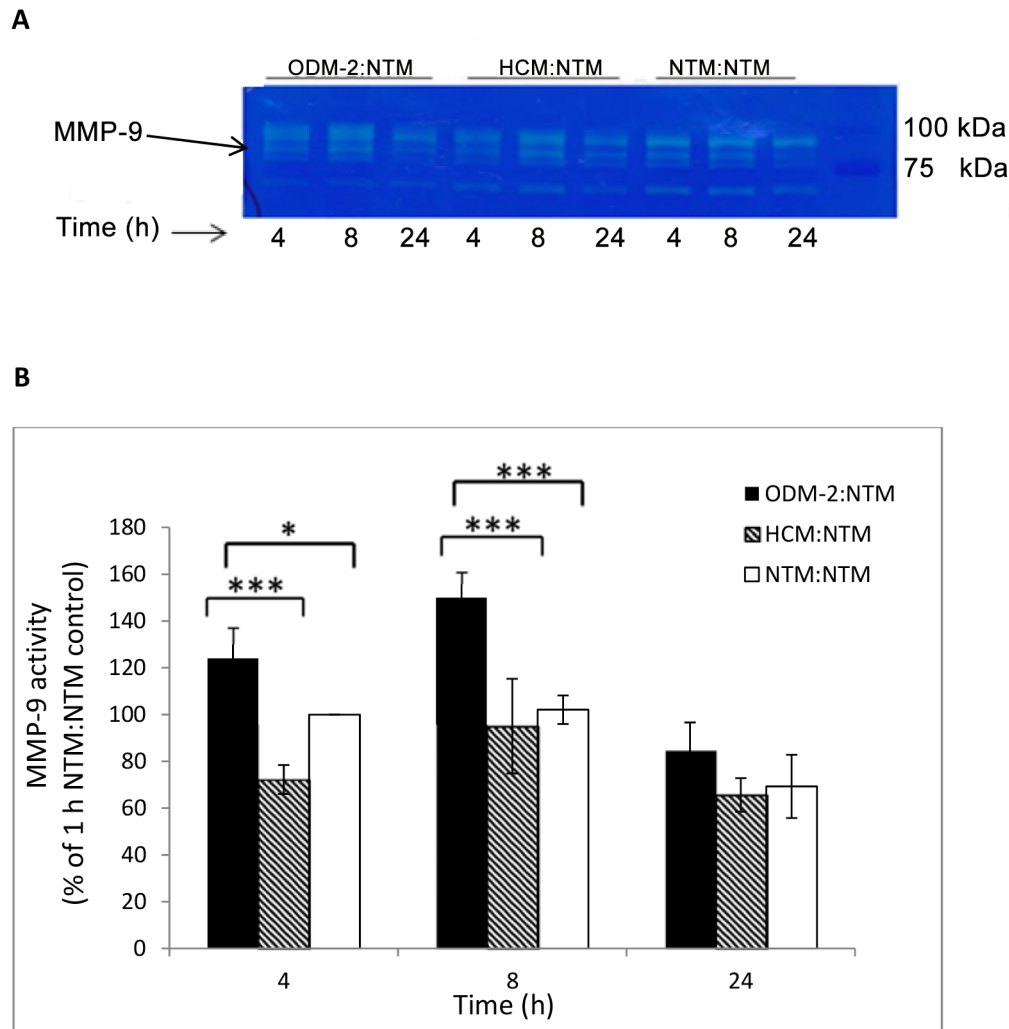 A
ODM-2:NTM HCM:NTM NTM:NTM
MMP-9
100 kDa
75 kDa
Time (h)
4 8 24 4 8 24 4 8 24
B
*** 
***
*
***
ODM-2:NTM
HCM:NTM
NTM:NTM
MMP-9 activity
(% of 1 h NTM:NTM control)
180
160
140
120
100
80
60
40
20
0
4 8 24
Time (h)